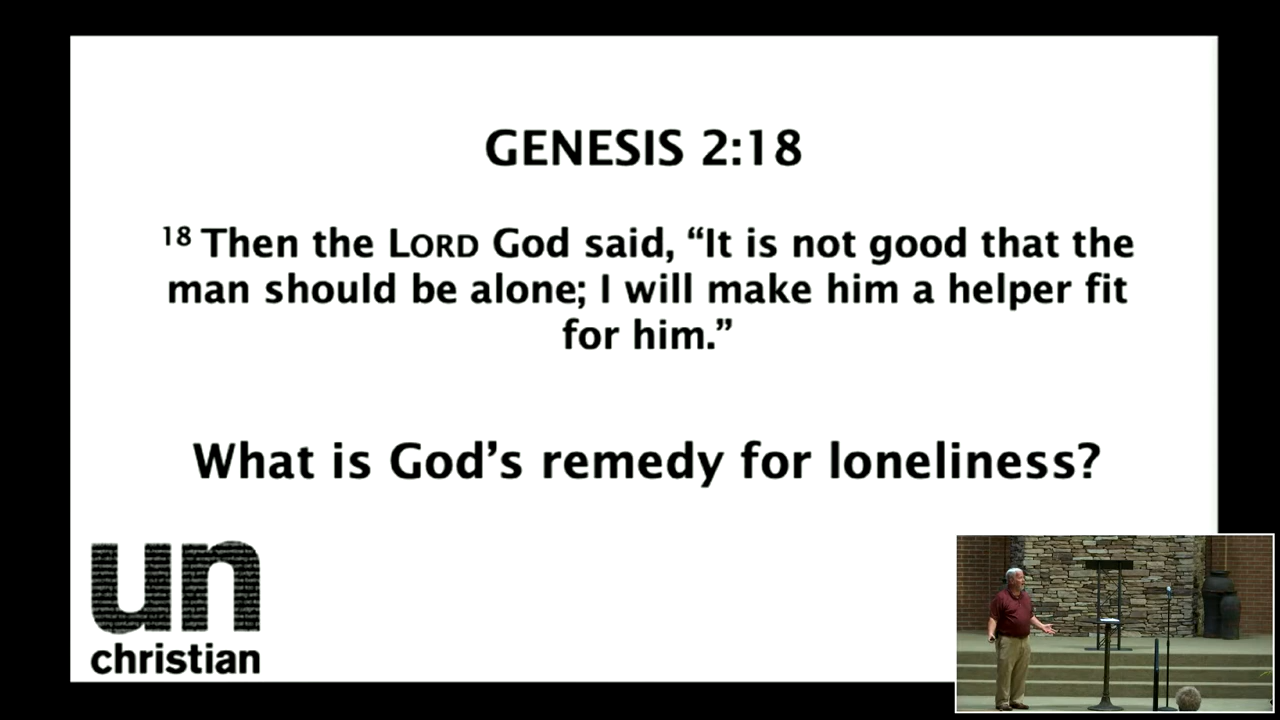 GENESIS 2:18
18 Then the LORD God said, “It is not good that the
man should be alone; I will make him a helper fit
for him.”
What is God’s remedy for loneliness?
un
christian